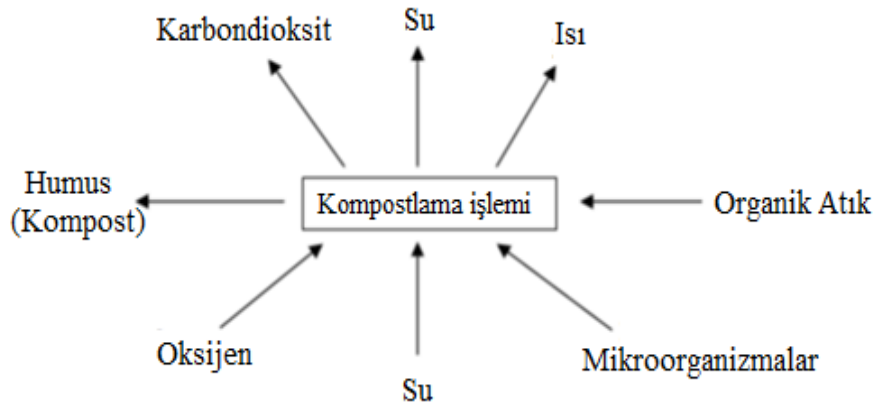 Karbondioksit
Su
Isı
Humus
(Kompost)
Kompostlama işlemi
Organik Atık
Oksijen
Su
Mikroorganizmalar